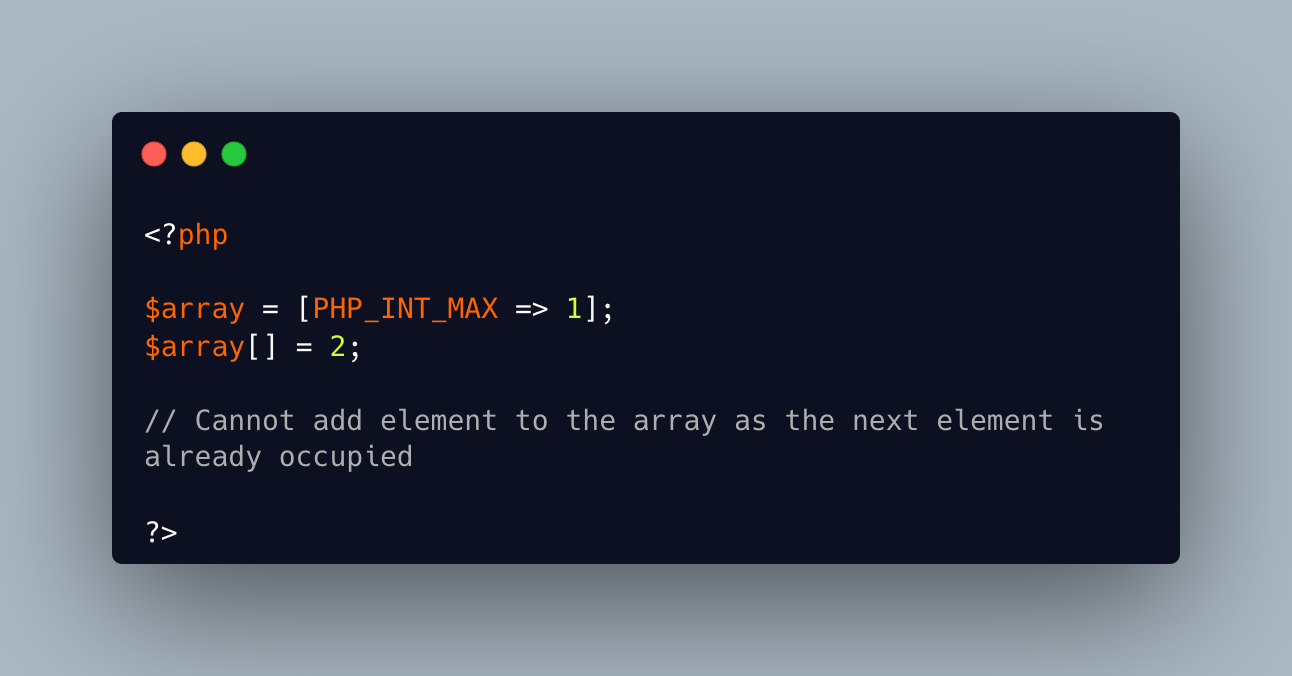 <?php
$array = [PHP_INT_MAX => 1];
$array[] = 2;
// Cannot add element to the array as the next element is
already occupied
?>